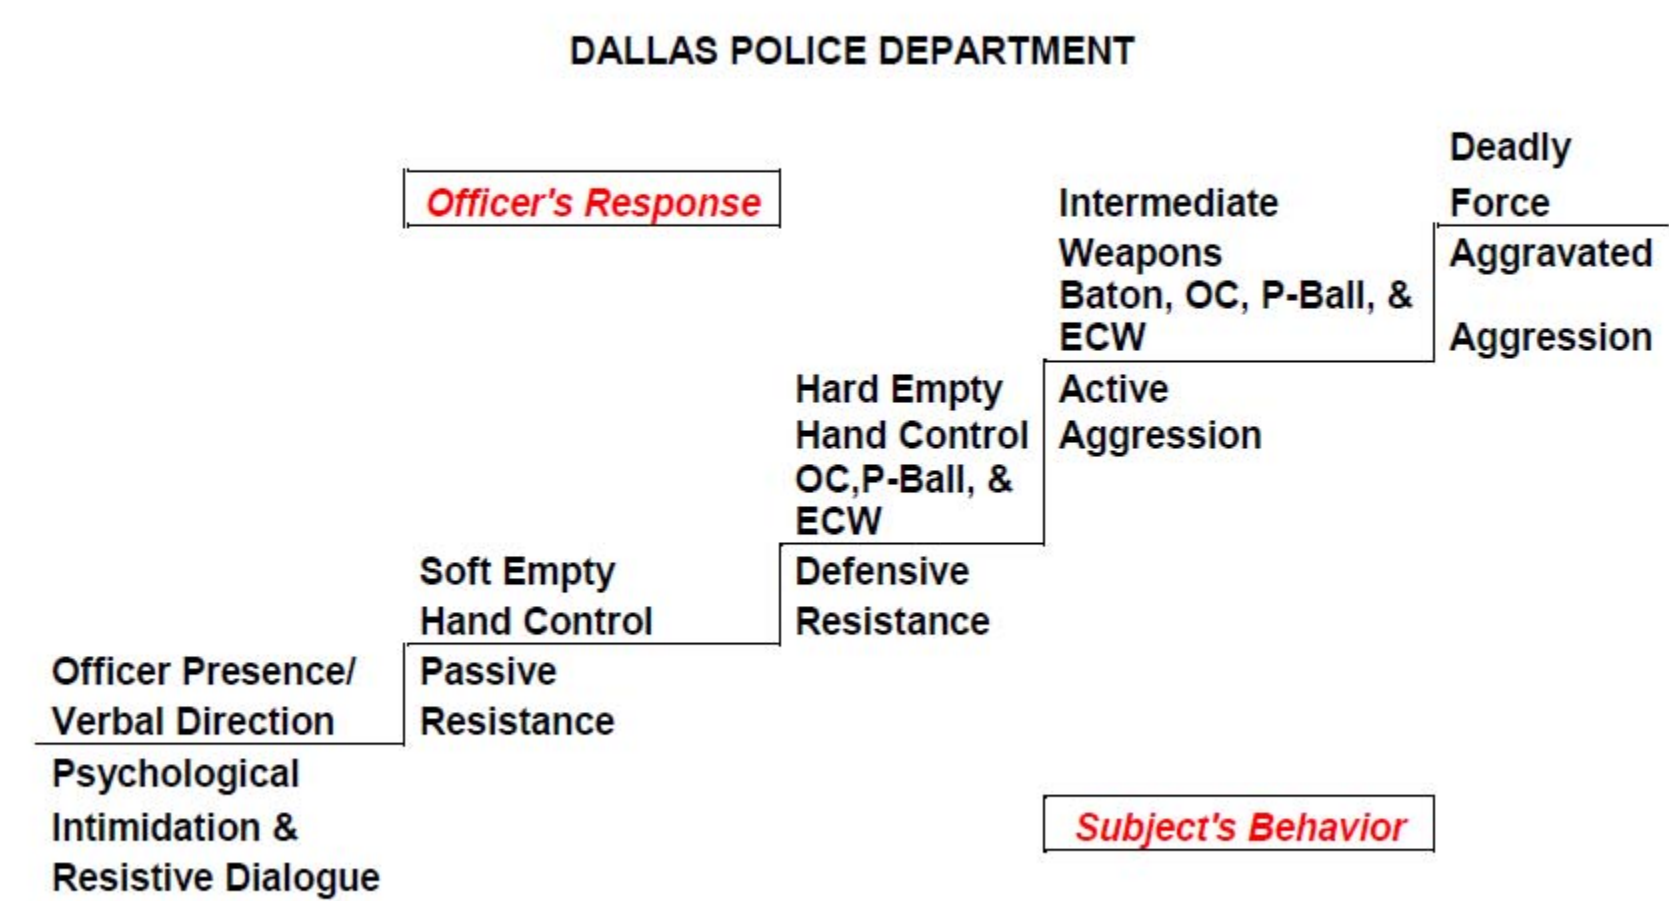 DALLAS POLICE DEPARTMENT
Officer's Response
Deadly
Force
Aggravated
Aggression
Intermediate
Weapons
Baton, OC, P-Ball, &
ECW
Active
Aggression
Hard Empty
Hand Control
OC,P-Ball, &
ECW
Defensive
Resistance
Soft Empty
Hand Control
Passive
Resistance
Officer Presence/
Verbal Direction
Psychological
Intimidation &
Resistive Dialogue
Subject's Behavior